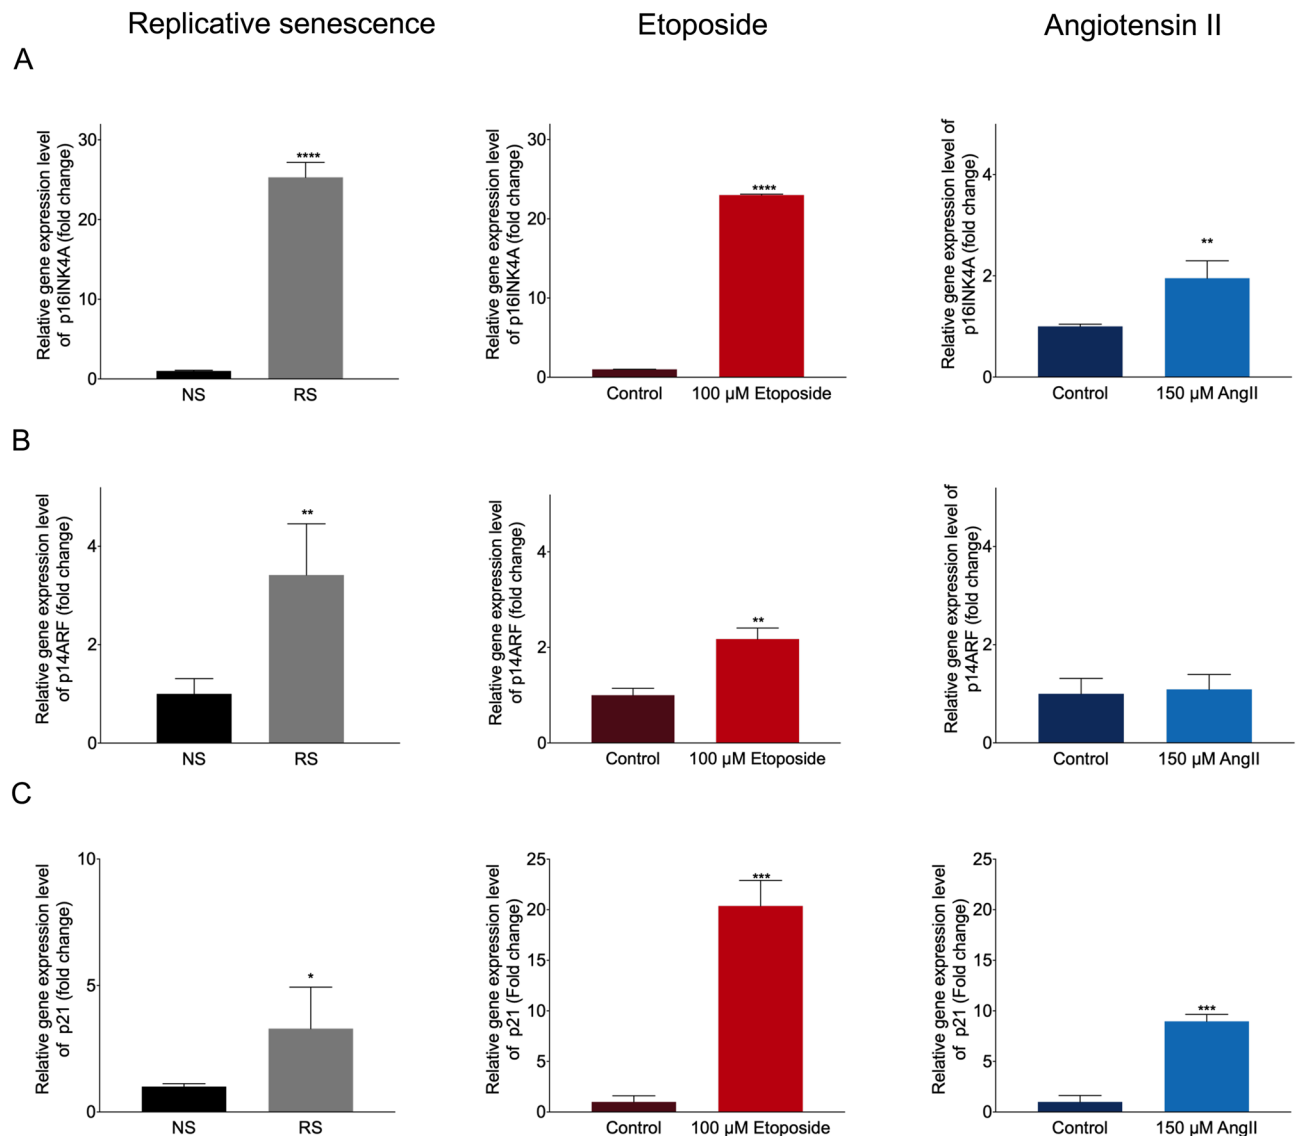 Replicative senescence
Etoposide
Angiotensin II
A
Relative gene expression level
of p16INK4A (fold change)
30
20
10
0
****
NS
RS
Relative gene expression level
of p16INK4A (fold change)
30
20
10
0
****
Control
100 µM Etoposide
Relative gene expression level of
p16INK4A (fold change)
4
2
0
**
Control
150 µM AngII
B
Relative gene expression level
of p14ARF (fold change)
4
2
0
**
NS
RS
Relative gene expression level
of p14ARF (fold change)
4
2
0
**
Control
100 µM Etoposide
Relative gene expression level of
p14ARF (fold change)
4
2
0
Control
150 µM AngII
C
Relative gene expression level
of p21 (fold change)
10
5
0
*
NS
RS
Relative gene expression level
of p21 (Fold change)
25
20
15
10
5
0
***
Control
100 µM Etoposide
Relative gene expression level
of p21 (Fold change)
25
20
15
10
5
0
***
Control
150 µM AngII